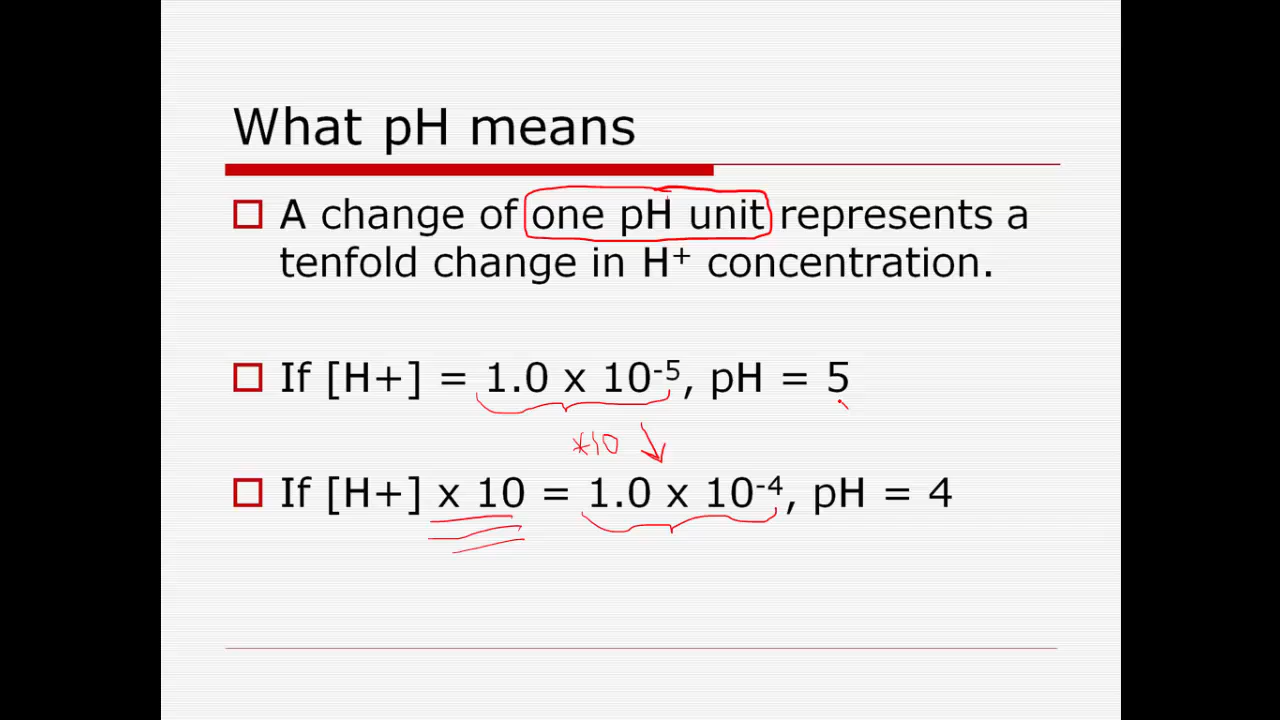 What pH means
A change of one pH unit represents a
tenfold change in H⁺ concentration.
If [H+] = 1.0 x 10⁻⁵, pH = 5
*10
If [H+] x 10 = 1.0 x 10⁻⁴, pH = 4